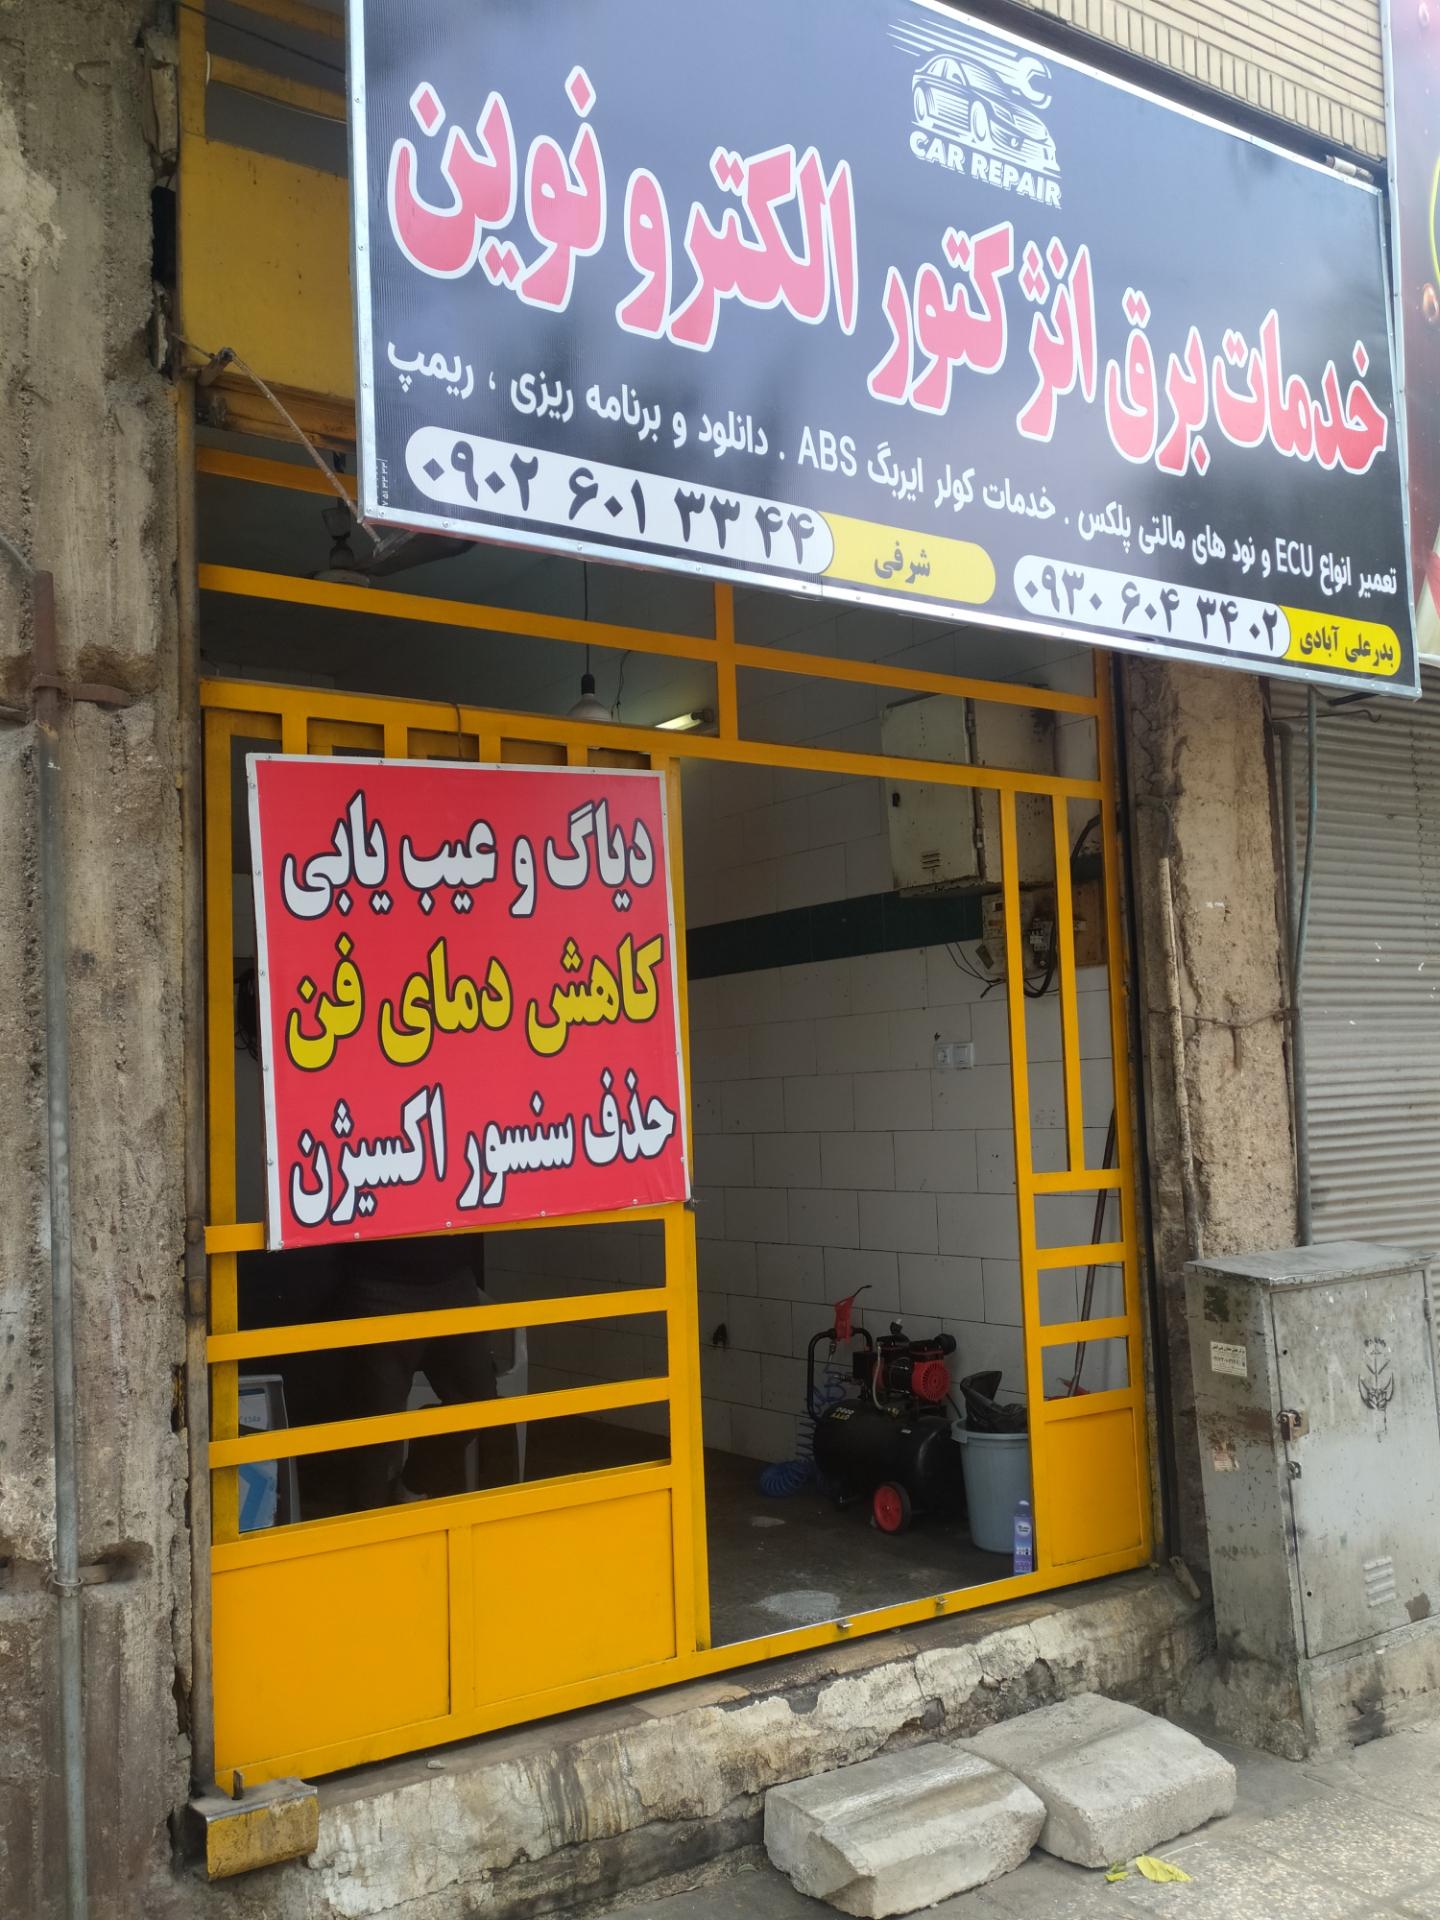 CAR REPAIR
خدمات برق انژکتور الکترو نوین
تعمیر انواع ECU و نود های مالتی پلکس . خدمات کولر ایربگ ABS . دانلود و برنامه ریزی ، ریمپ
بدرعلی آبادی ۰۹۳۰ ۶۰۴ ۳۴۰۲ شرفی ۰۹۰۲ ۶۰۱ ۳۳ ۴۴
دیاگ و عیب یابی
کاهش دمای فن
حذف سنسور اکسیژن